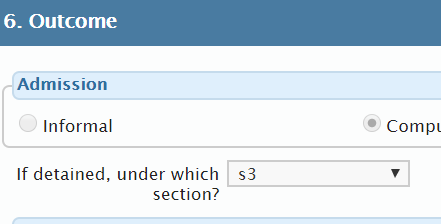 6. Outcome
Admission
Informal
If detained, under which s3
section?